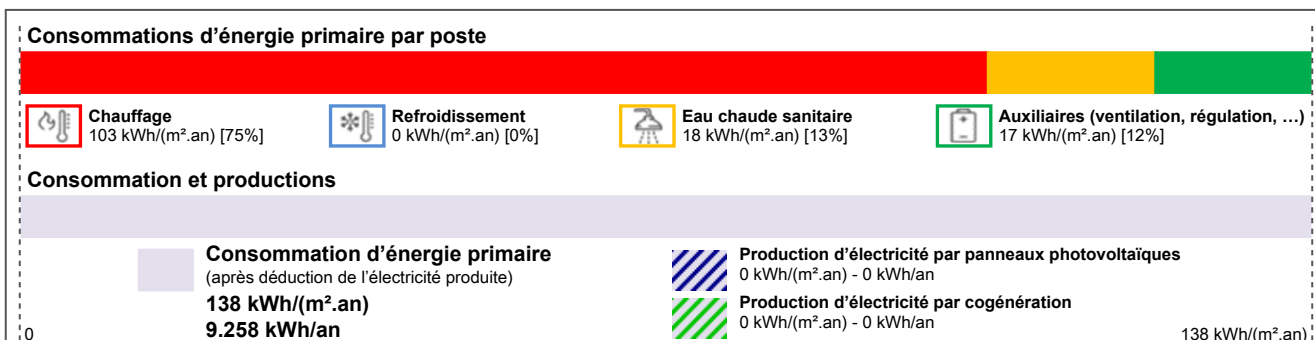 Consommations d’énergie primaire par poste
Chauffage
103 kWh/(m².an) [75%]
Refroidissement
0 kWh/(m².an) [0%]
Eau chaude sanitaire
18 kWh/(m².an) [13%]
Auxiliaires (ventilation, régulation, …)
17 kWh/(m².an) [12%]
Consommation et productions
Consommation d’énergie primaire
(après déduction de l’électricité produite)
138 kWh/(m².an)
9.258 kWh/an
Production d’électricité par panneaux photovoltaïques
0 kWh/(m².an) - 0 kWh/an
Production d’électricité par cogénération
0 kWh/(m².an) - 0 kWh/an
0
138 kWh/(m².an)